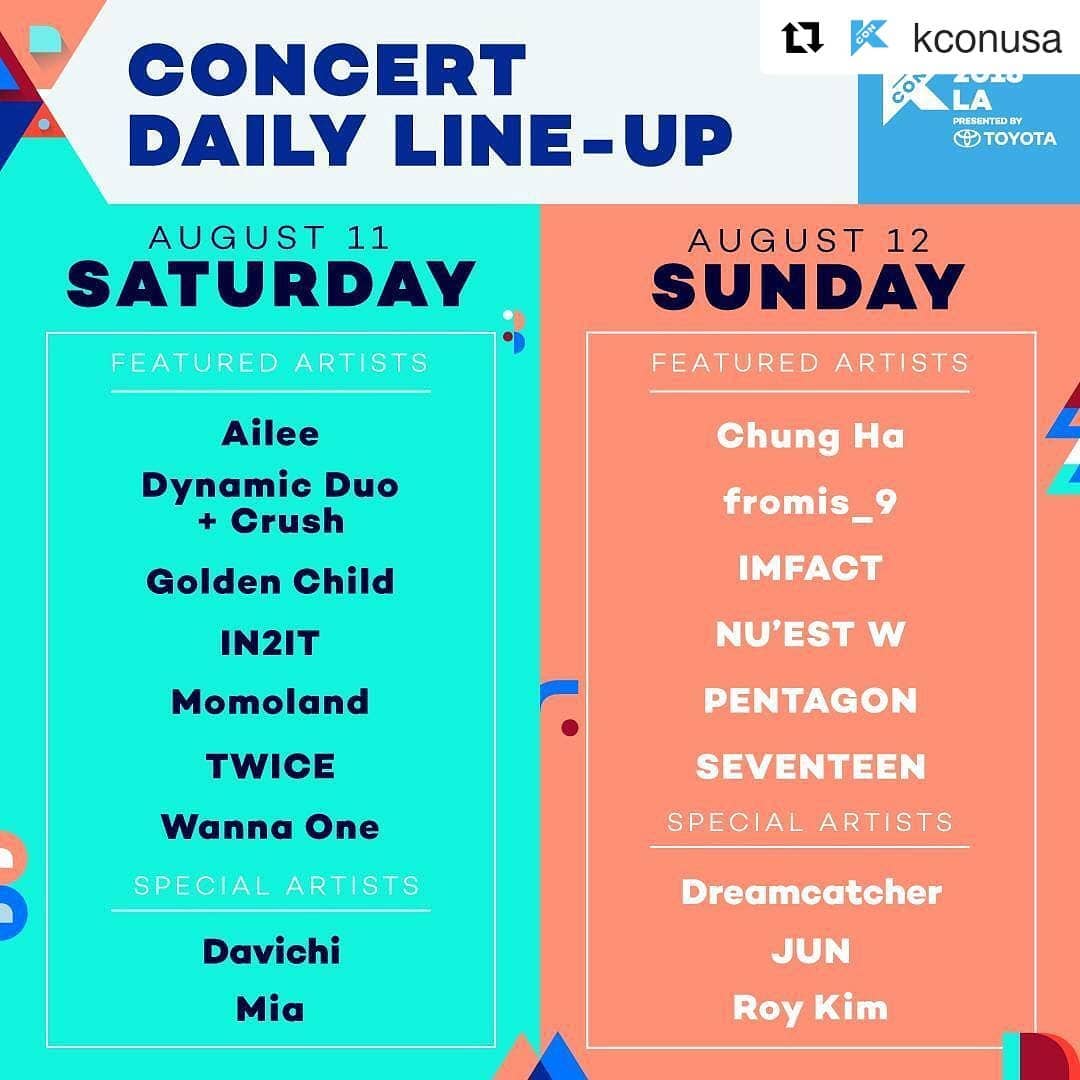 kconusa
CONCERT
DAILY LINE-UP
CON
LA
PRESENTED BY
TOYOTA
AUGUST 11
SATURDAY
FEATURED ARTISTS
Ailee
Dynamic Duo
+ Crush
Golden Child
IN2IT
Momoland
TWICE
Wanna One
SPECIAL ARTISTS
Davichi
Mia
AUGUST 12
SUNDAY
FEATURED ARTISTS
Chung Ha
fromis_9
IMFACT
NU'EST W
PENTAGON
SEVENTEEN
SPECIAL ARTISTS
Dreamcatcher
JUN
Roy Kim